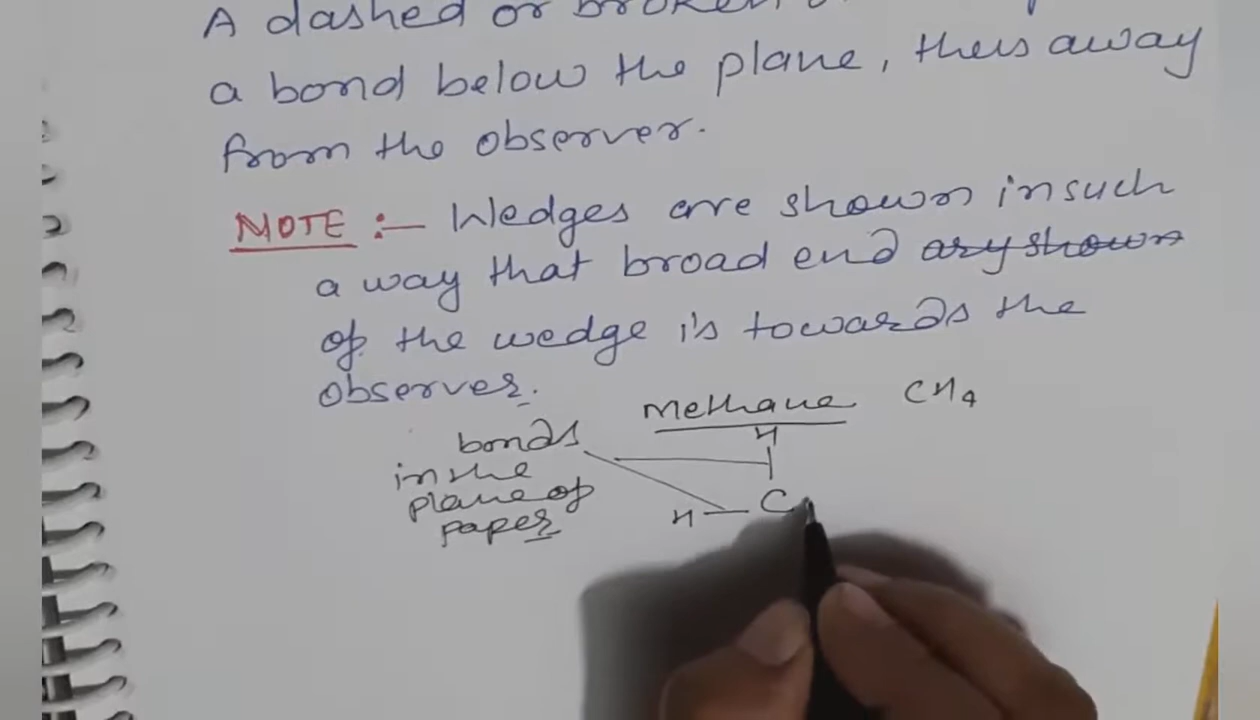 A dashed or broken
a bond below the plane, thus away
from the observer.
NOTE :- Wedges are shown in such
a way that broad end
of the wedge is towards the
observer.
Methane CH4
bonds
in the
plane of
paper
H
H C